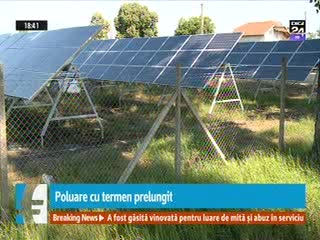 18:41
24
Poluare cu termen prelungit
Breaking News ▶ A fost găsită vinovată pentru luare de mită și abuz în serviciu